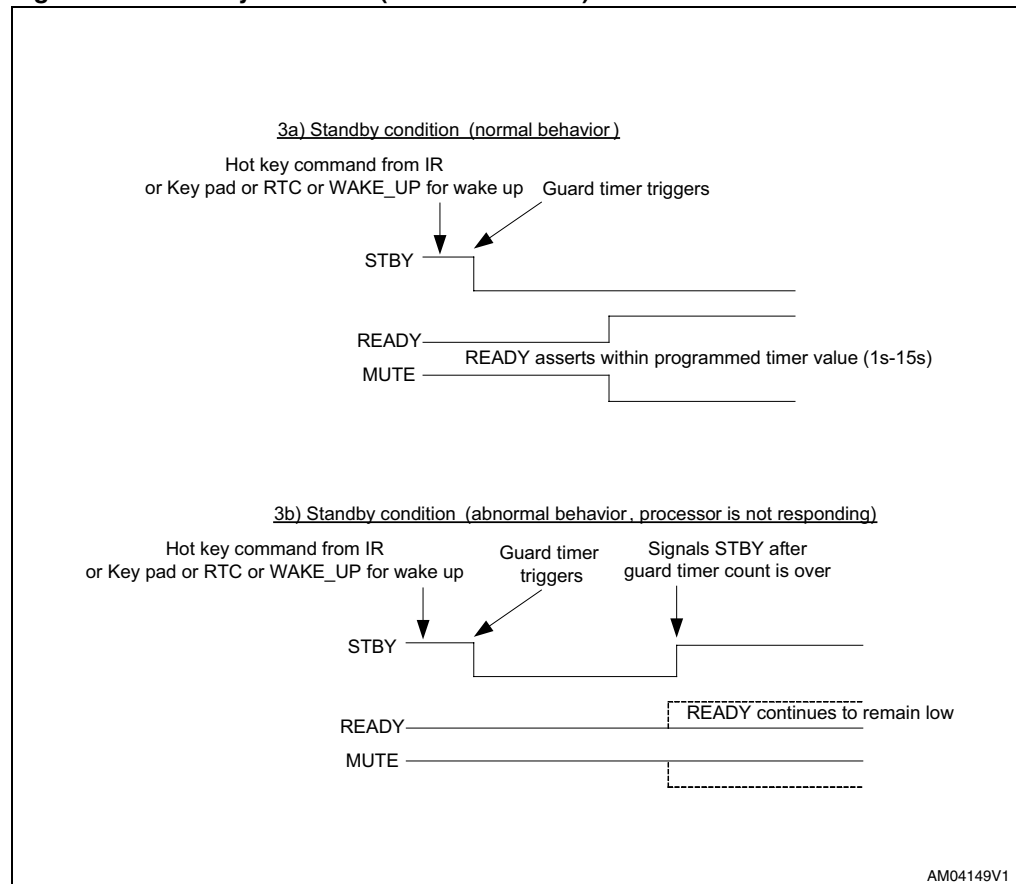 3a) Standby condition (normal behavior)
Hot key command from IR
or Key pad or RTC or WAKE_UP for wake up
Guard timer triggers
STBY
READY
READY asserts within programmed timer value (1s-15s)
MUTE
3b) Standby condition (abnormal behavior, processor is not responding)
Hot key command from IR
or Key pad or RTC or WAKE_UP for wake up
Guard timer
triggers
Signals STBY after
guard timer count is over
STBY
READY
READY continues to remain low
MUTE
AM04149V1